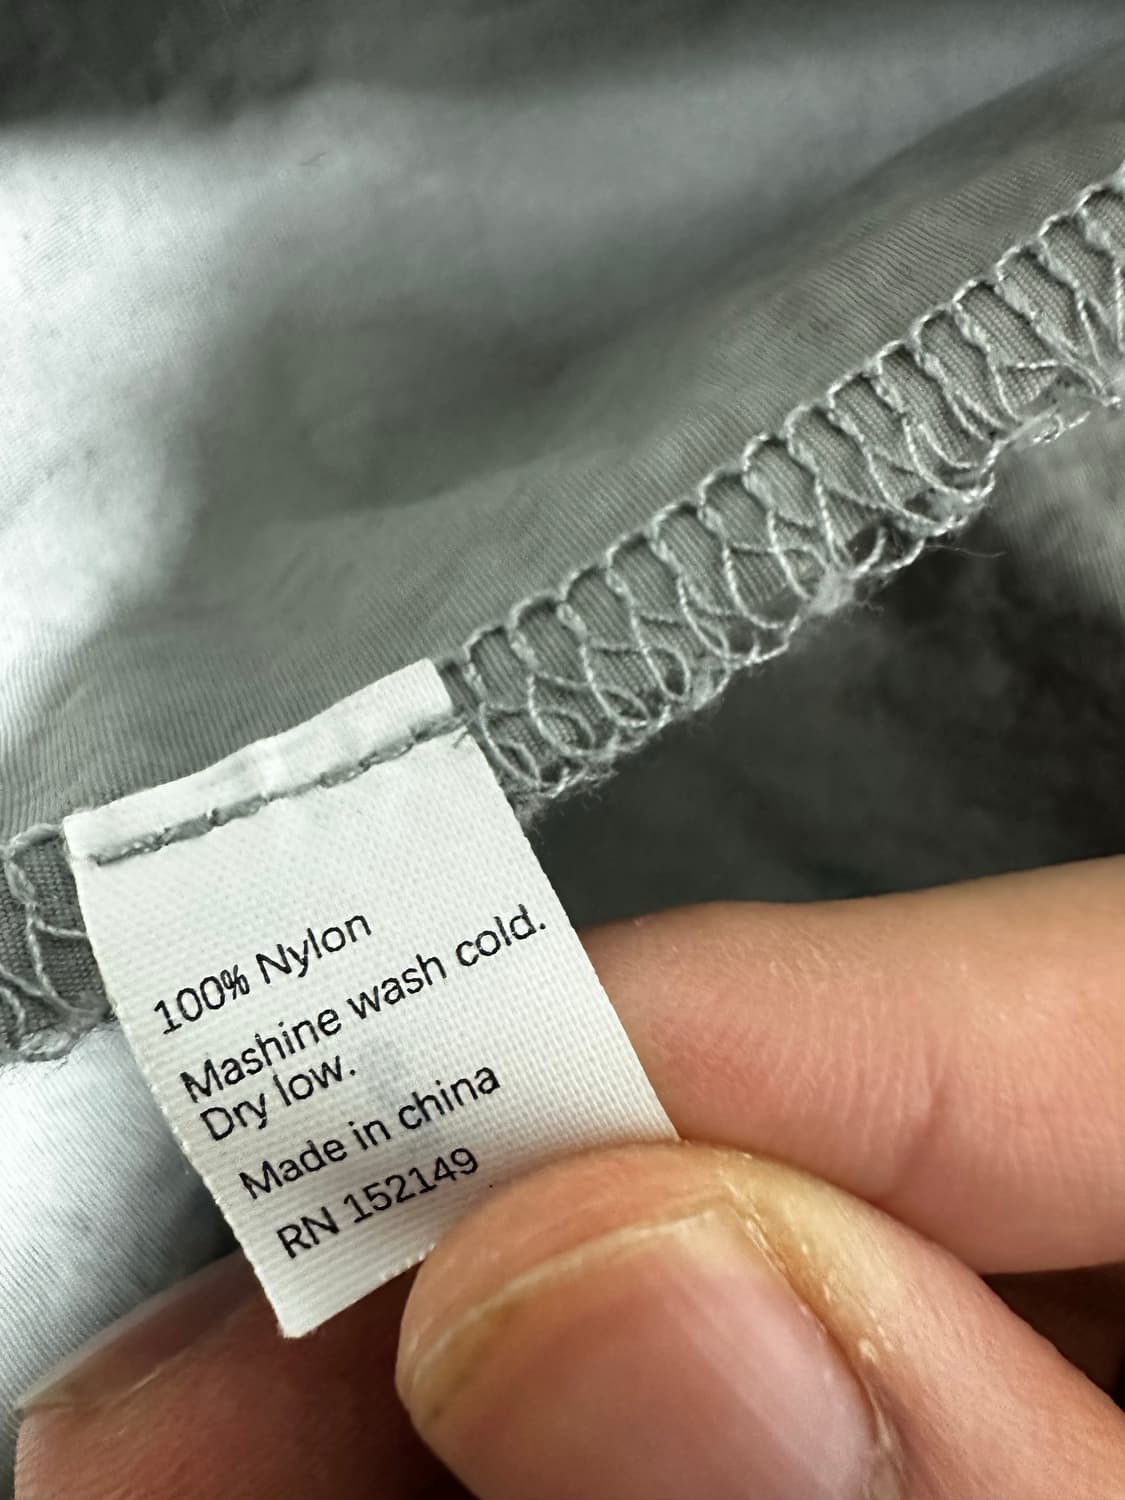 100% Nylon
Mashine wash cold.
Dry low.
Made in china
RN 152149